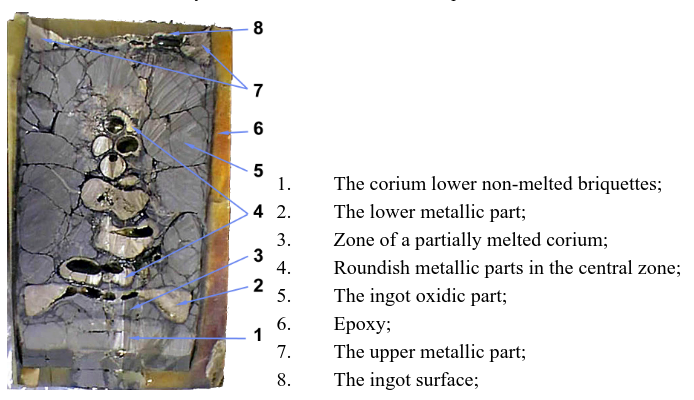 8
7
6
5
4
3
2
1
1. The corium lower non-melted briquettes;
2. The lower metallic part;
3. Zone of a partially melted corium;
4. Roundish metallic parts in the central zone;
5. The ingot oxidic part;
6. Epoxy;
7. The upper metallic part;
8. The ingot surface;